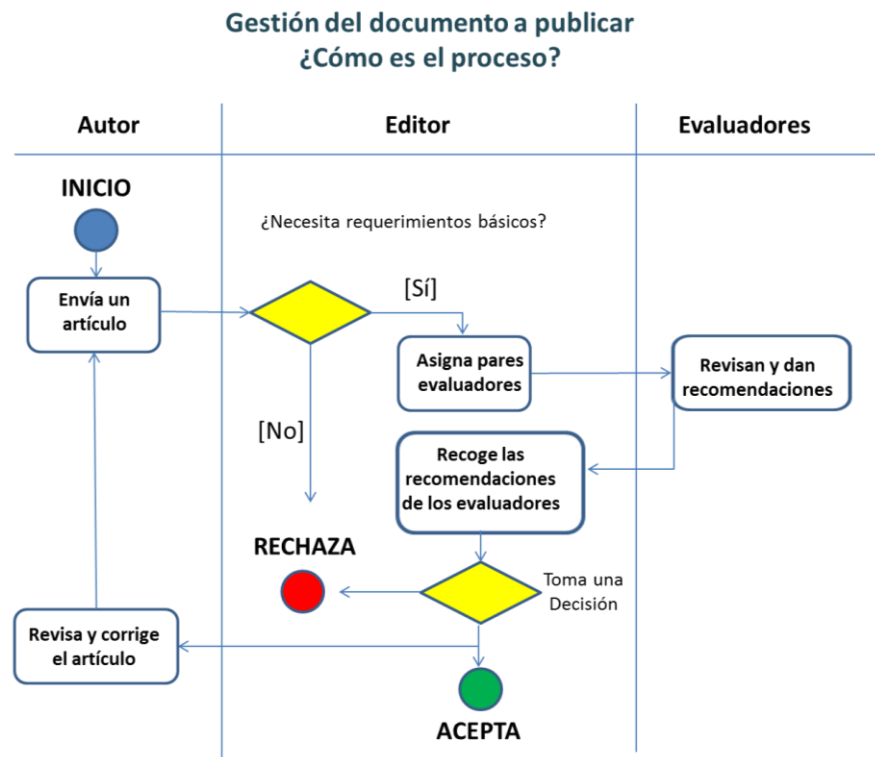 Gestión del documento a publicar
¿Cómo es el proceso?
Autor
Editor
Evaluadores
INICIO
¿Necesita requerimientos básicos?
Envía un
artículo
[Sí]
Asigna pares
evaluadores
Revisan y dan
recomendaciones
[No]
Recoge las
recomendaciones
de los evaluadores
RECHAZA
Toma una
Decisión
Revisa y corrige
el artículo
ACEPTA